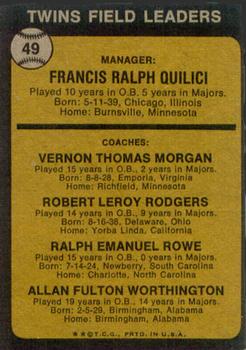 TWINS FIELD LEADERS
49
MANAGER:
FRANCIS RALPH QUILICI
Played 10 years in O.B. 5 years in Majors.
Born: 5-11-39, Chicago, Illinois
Home: Burnsville, Minnesota
COACHES:
VERNON THOMAS MORGAN
Played 15 years in O.B., 2 years in Majors.
Born: 8-8-28, Emporia, Virginia
Home: Richfield, Minnesota
ROBERT LEROY RODGERS
Played 14 years in O.B., 9 years in Majors.
Born: 8-16-38, Delaware, Ohio
Home: Yorba Linda, California
RALPH EMANUEL ROWE
Played 15 years in O.B., 0 years in Majors.
Born: 7-14-24, Newberry, South Carolina
Home: Charlotte, North Carolina
ALLAN FULTON WORTHINGTON
Played 19 years in O.B., 14 years in Majors.
Born: 2-5-29, Birmingham, Alabama
Home: Birmingham, Alabama
★★© T.C.G., PRTD. IN U.S.A.